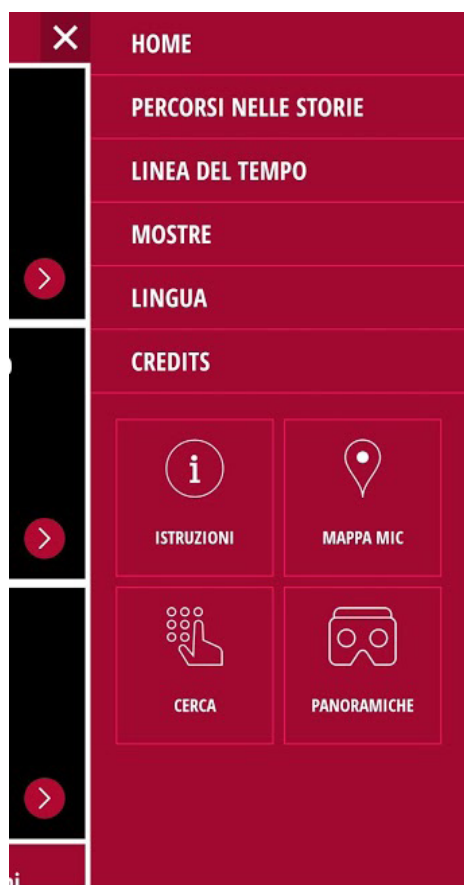 HOME
PERCORSI NELLE STORIE
LINEA DEL TEMPO
MOSTRE
LINGUA
CREDITS
ISTRUZIONI
MAPPA MIC
CERCA
PANORAMICHE